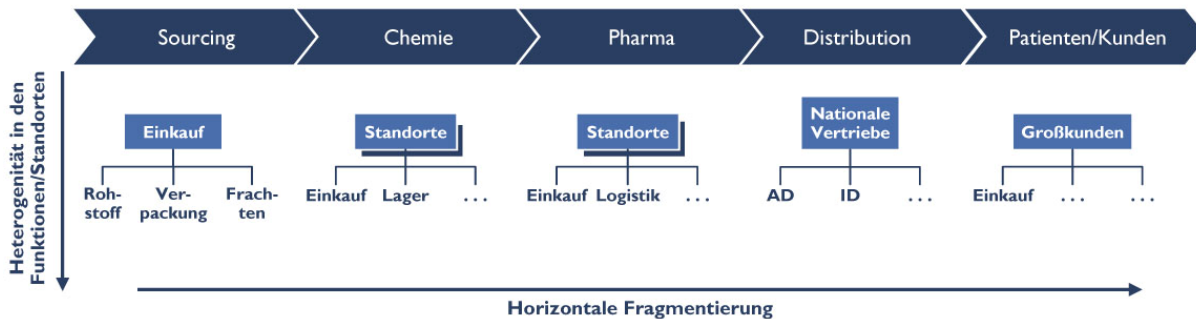 Sourcing
Chemie
Pharma
Distribution
Patienten/Kunden
Heterogenität in den
Funktionen/Standorten
Einkauf
Roh-
stoff
Ver-
packung
Frach-
ten
Standorte
Einkauf
Lager
...
Standorte
Einkauf
Logistik
...
Nationale
Vertriebe
AD
ID
...
Großkunden
Einkauf
...
...
Horizontale Fragmentierung